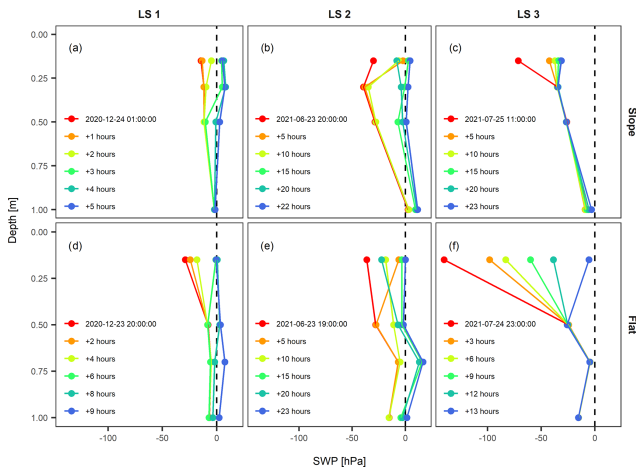 LS 1 LS 2 LS 3
0.00
0.25
0.50
0.75
1.00
(a)
2020-12-24 01:00:00
+1 hours
+2 hours
+3 hours
+4 hours
+5 hours
(b)
2021-06-23 20:00:00
+5 hours
+10 hours
+15 hours
+20 hours
+22 hours
(c)
2021-07-25 11:00:00
+5 hours
+10 hours
+15 hours
+20 hours
+23 hours
Slope
Depth [m]
0.00
0.25
0.50
0.75
1.00
(d)
2020-12-23 20:00:00
+2 hours
+4 hours
+6 hours
+8 hours
+9 hours
(e)
2021-06-23 19:00:00
+5 hours
+10 hours
+15 hours
+20 hours
+23 hours
(f)
2021-07-24 23:00:00
+3 hours
+6 hours
+9 hours
+12 hours
+13 hours
Flat
-100 -50 0 -100 -50 0 -100 -50 0
SWP [hPa]